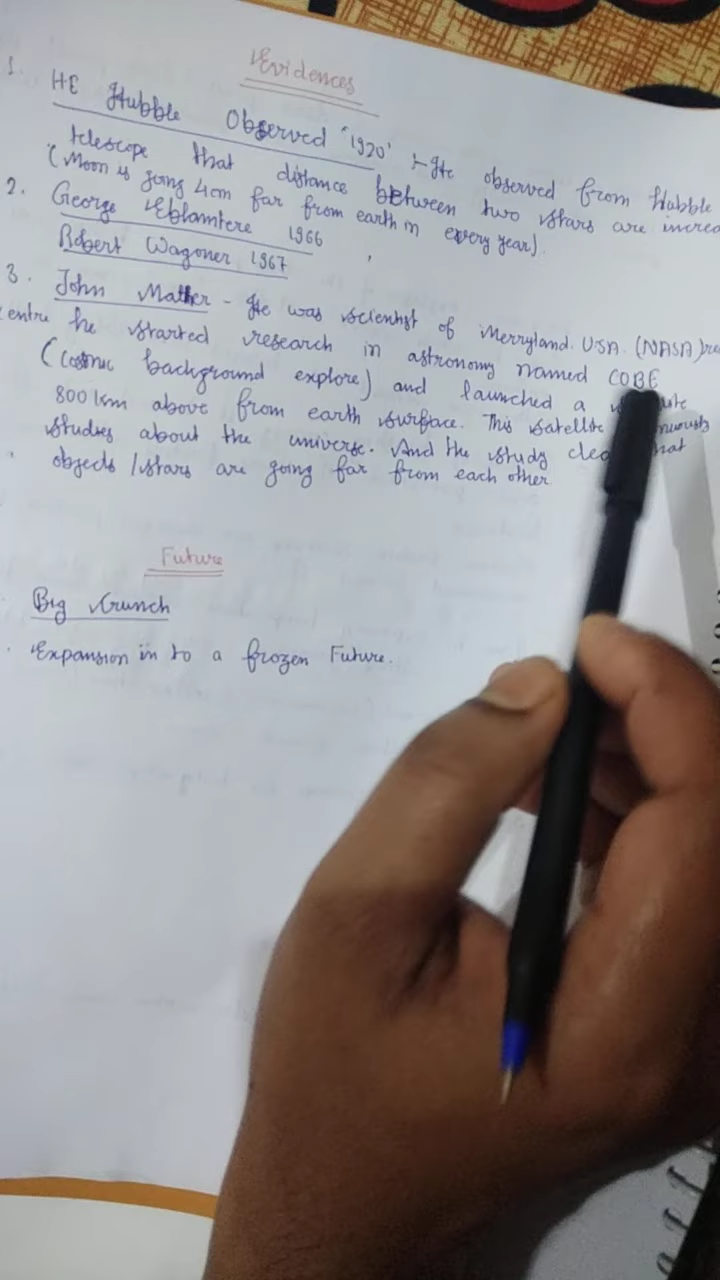 Evidences
1. HE Hubble Observed '1920' :- He observed from Hubble
telescope that distance between two stars are increa
(Moon is going 4cm far from earth in every year).
2. George 1966
Robert Wagoner 1967
3. John Mather - He was scientist of Merryland. USA. (NASA) re
entre he started research in astronomy named COBE
(Cosmic background explore) and launched a
800 km above from earth surface. This satellite
studies about the universe. And the study clea hat
objects / stars are going far from each other
Future
Big Crunch
Expansion in to a frozen Future.